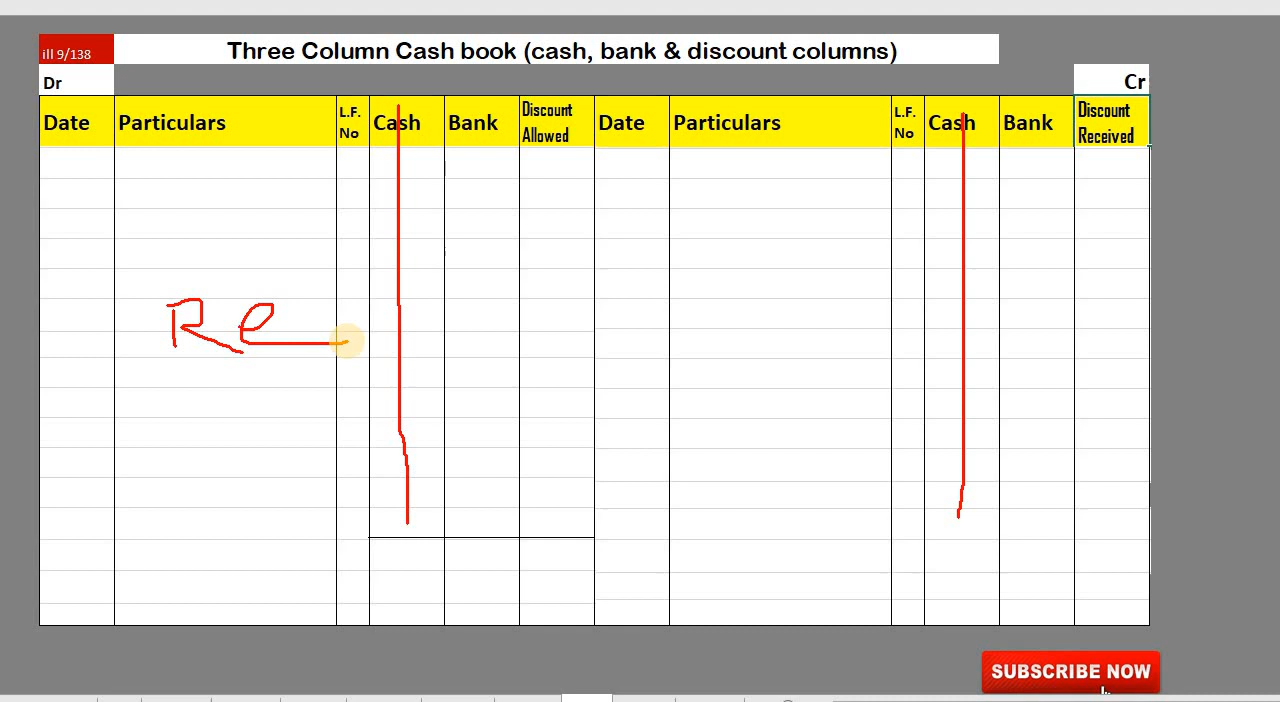 ill 9/138
Three Column Cash book (cash, bank & discount columns)
Dr
Cr
Date
Particulars
L.F.
No
Cash
Bank
Discount
Allowed
Date
Particulars
L.F.
No
Cash
Bank
Discount
Received
Re
SUBSCRIBE NOW